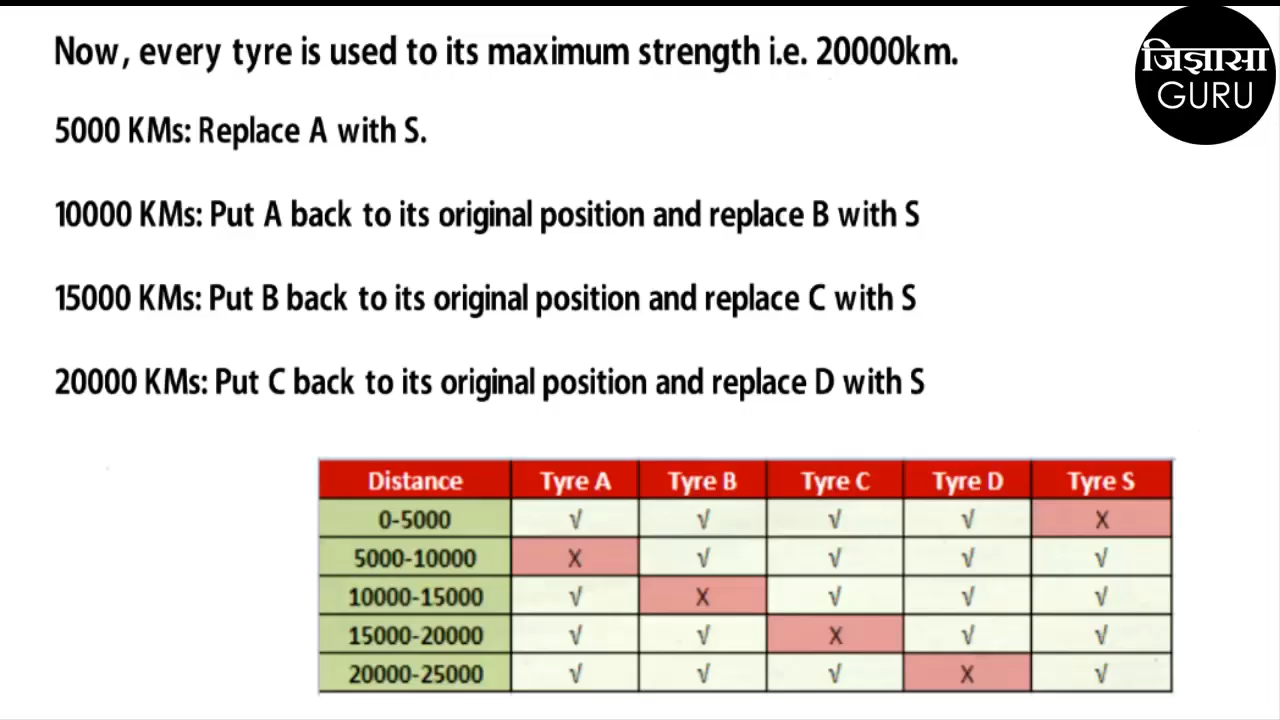 Now, every tyre is used to its maximum strength i.e. 20000km.
जिज्ञासा
GURU
5000 KMs: Replace A with S.
10000 KMs: Put A back to its original position and replace B with S
15000 KMs: Put B back to its original position and replace C with S
20000 KMs: Put C back to its original position and replace D with S
Distance Tyre A Tyre B Tyre C Tyre D Tyre S
0-5000 √ √ √ √ X
5000-10000 X √ √ √ √
10000-15000 √ X √ √ √
15000-20000 √ √ X √ √
20000-25000 √ √ √ X √